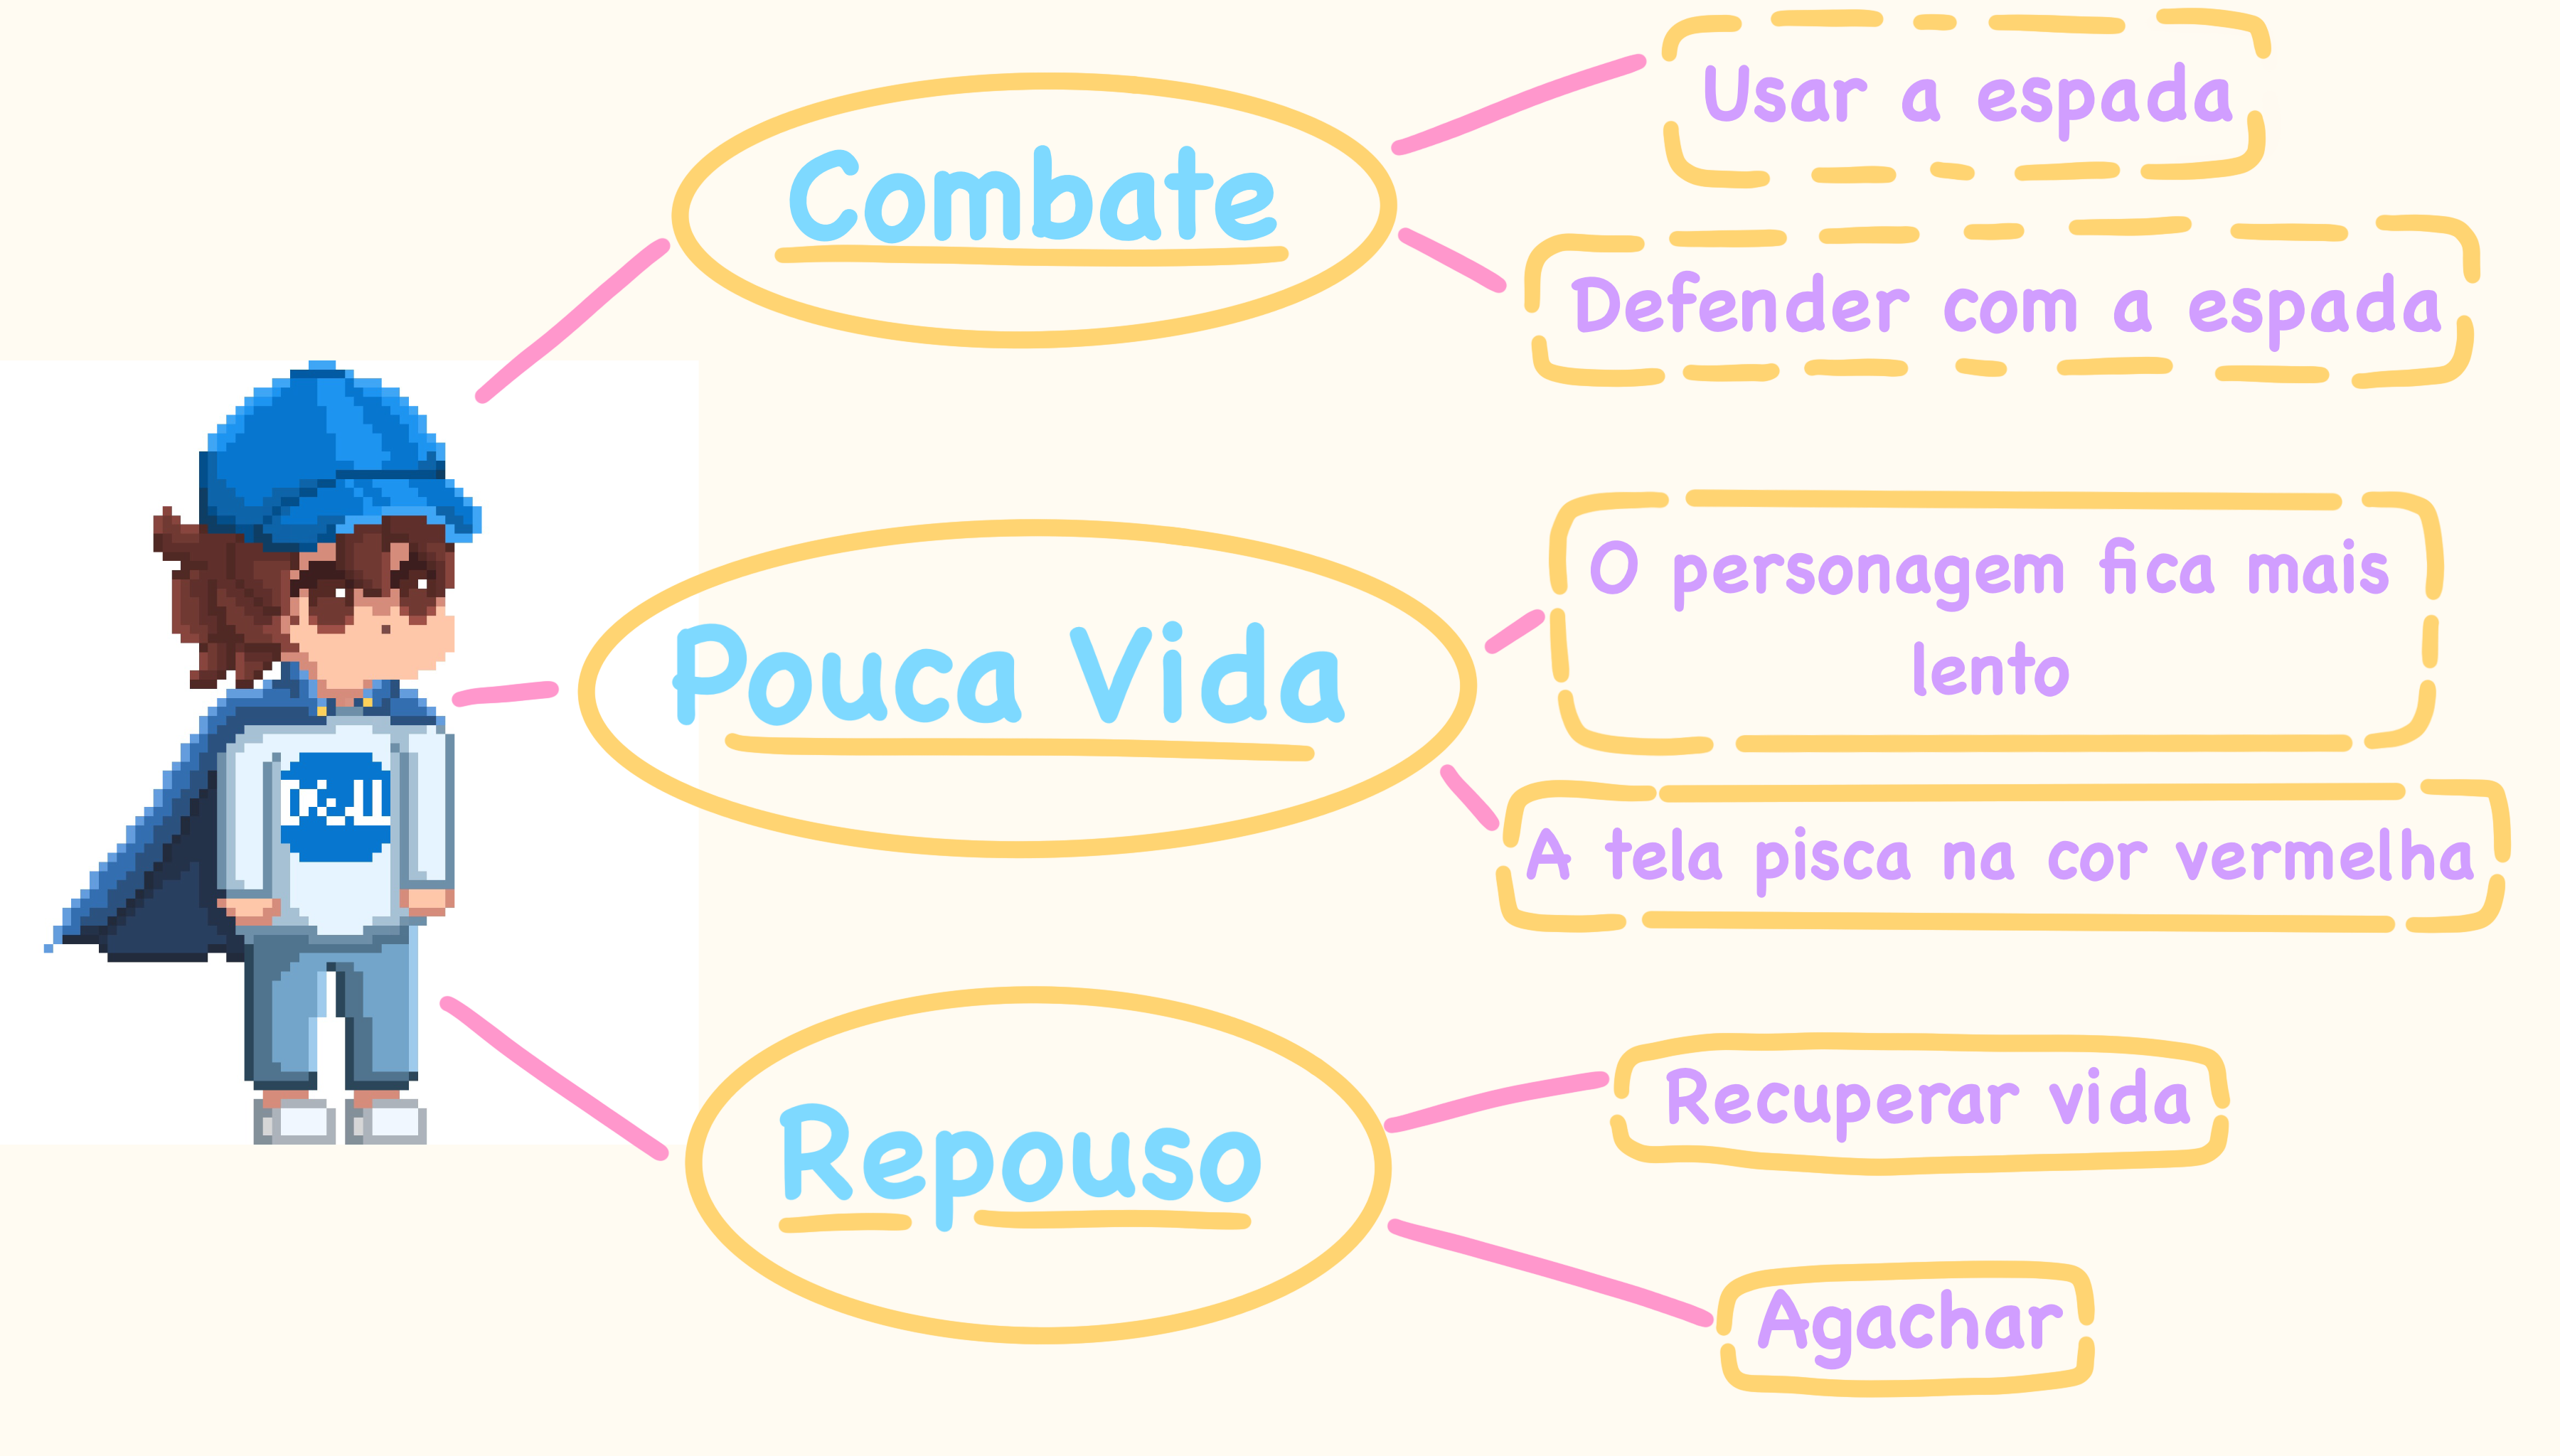 Combate
Usar a espada
Defender com a espada
Pouca Vida
O personagem fica mais
lento
A tela pisca na cor vermelha
Repouso
Recuperar vida
Agachar